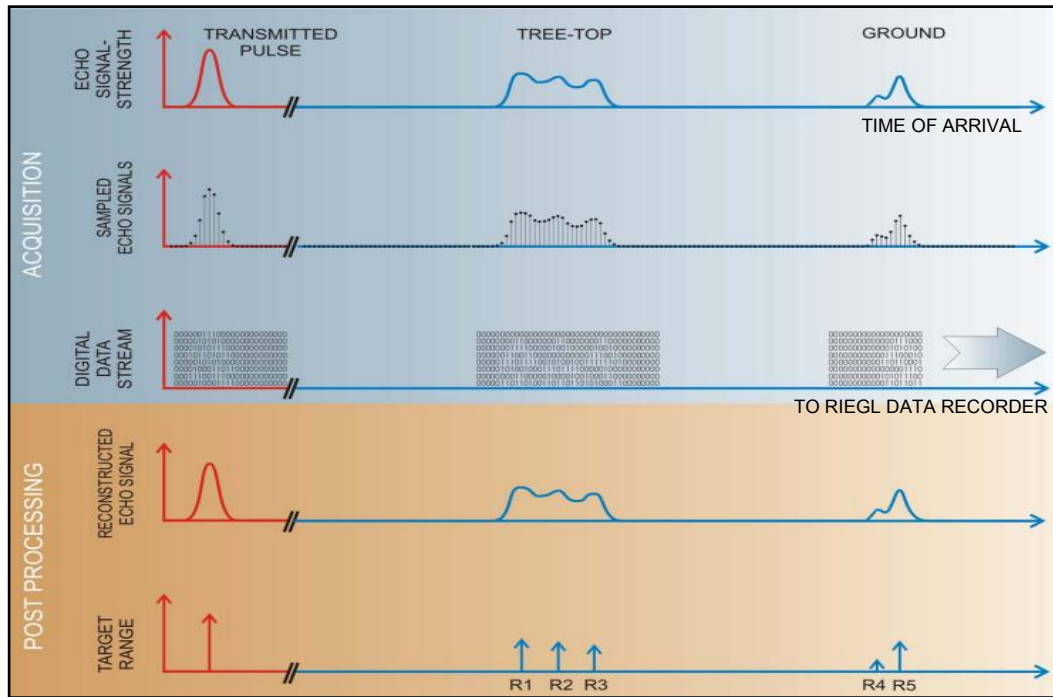 TRANSMITTED
PULSE
TREE-TOP
GROUND
ECHO
SIGNAL-
STRENGTH
TIME OF ARRIVAL
ACQUISITION
SAMPLED
ECHO SIGNALS
DIGITAL
DATA
STREAM
TO RIEGL DATA RECORDER
POST PROCESSING
RECONSTRUCTED
ECHO SIGNAL
TARGET
RANGE
R1 R2 R3 R4 R5